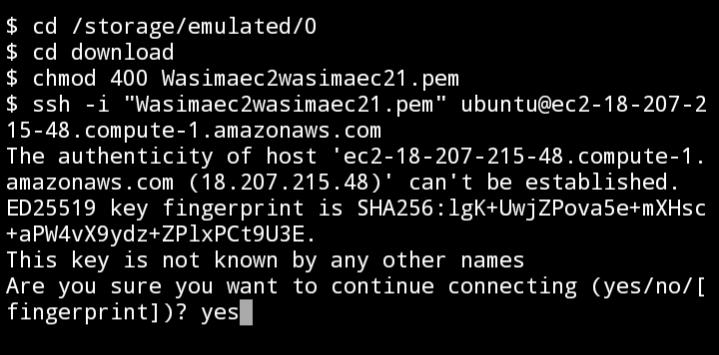 $ cd /storage/emulated/0
$ cd download
$ chmod 400 Wasimaec2wasimaec21.pem
$ ssh -i "Wasimaec2wasimaec21.pem" ubuntu@ec2-18-207-2
15-48.compute-1.amazonaws.com
The authenticity of host 'ec2-18-207-215-48.compute-1.
amazonaws.com (18.207.215.48)' can't be established.
ED25519 key fingerprint is SHA256:lgK+UwjZPova5e+mXHsc
+aPW4vX9ydz+ZPlxPCt9U3E.
This key is not known by any other names
Are you sure you want to continue connecting (yes/no/[
fingerprint])? yes